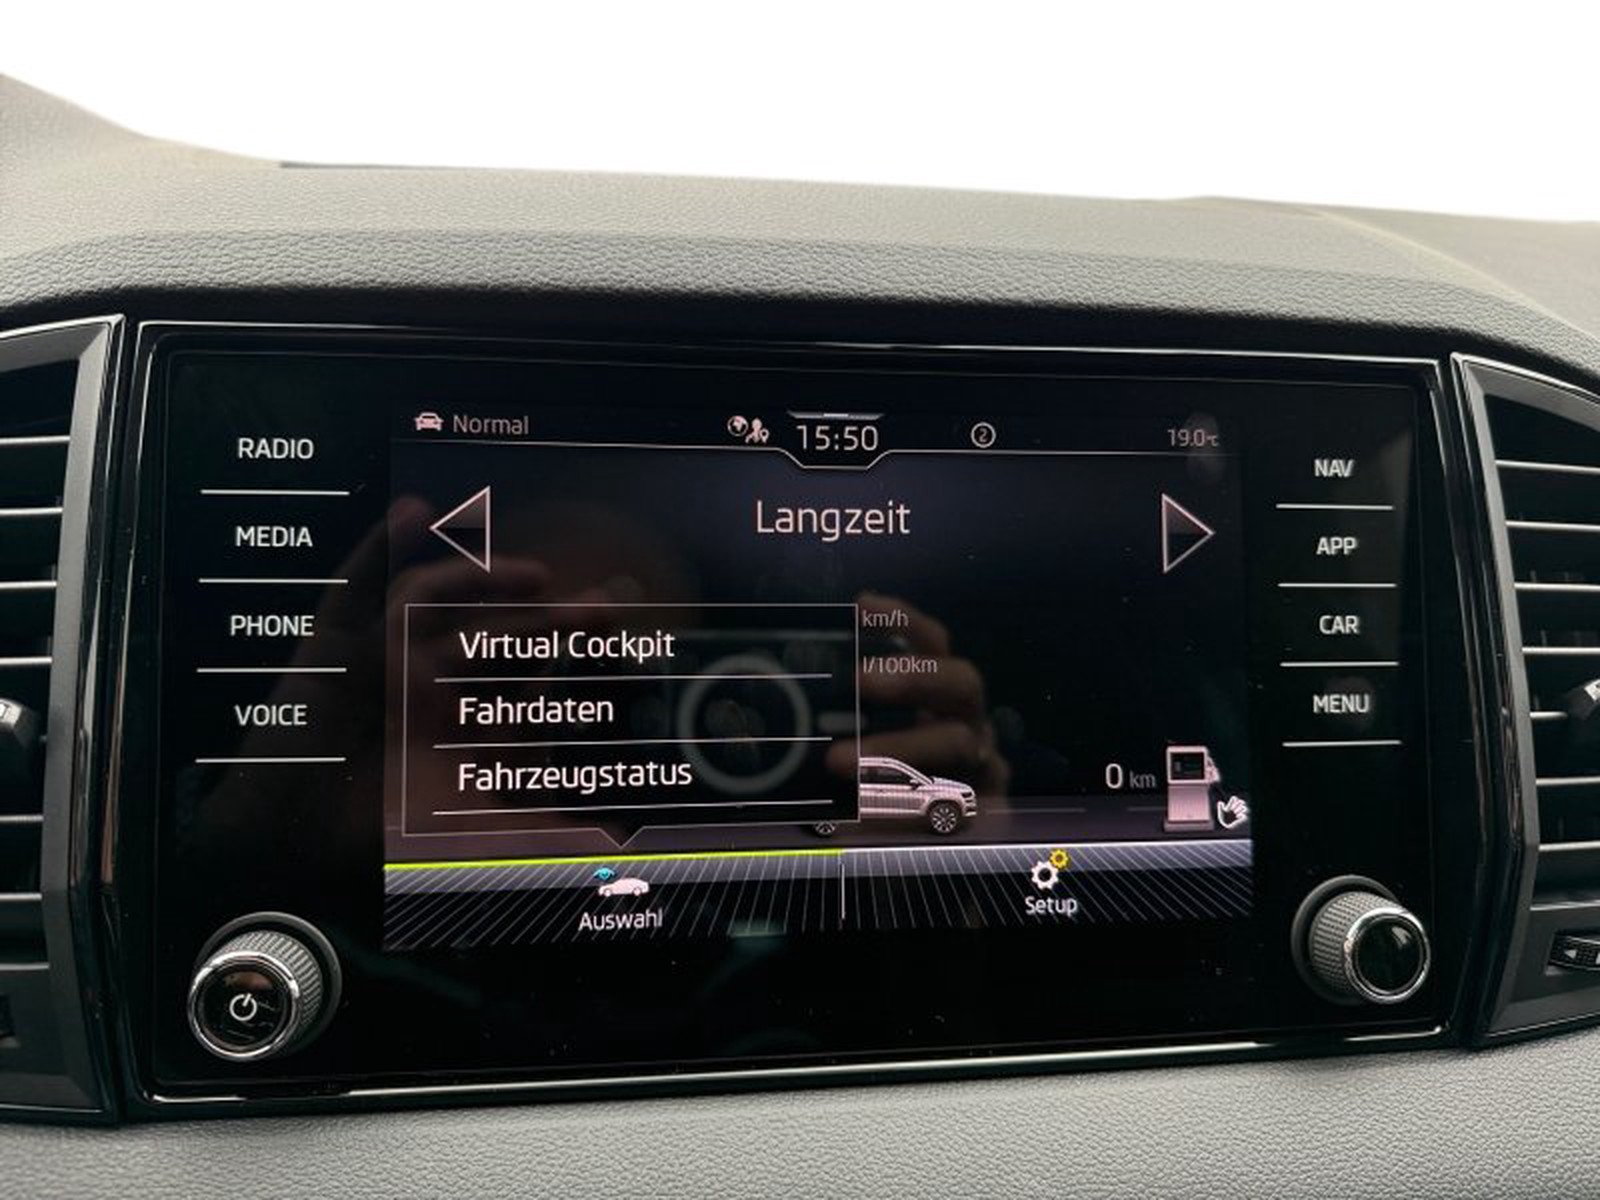 RADIO
MEDIA
PHONE
VOICE
Normal
15:50
2
19.0°C
Langzeit
km/h
l/100km
Virtual Cockpit
Fahrdaten
Fahrzeugstatus
0 km
Auswahl
Setup
NAV
APP
CAR
MENU